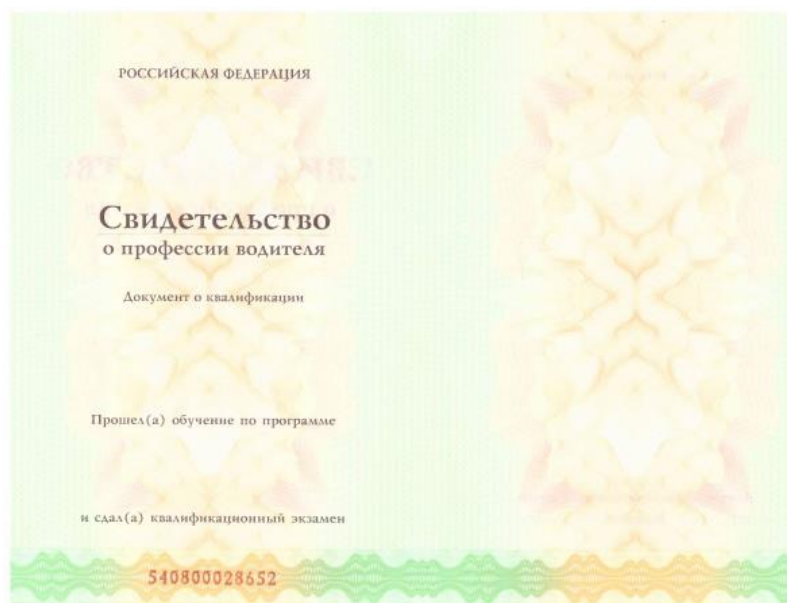 РОССИЙСКАЯ ФЕДЕРАЦИЯ
Свидетельство
о профессии водителя
Документ о квалификации
Прошел(а) обучение по программе
и сдал(а) квалификационный экзамен
540800028652